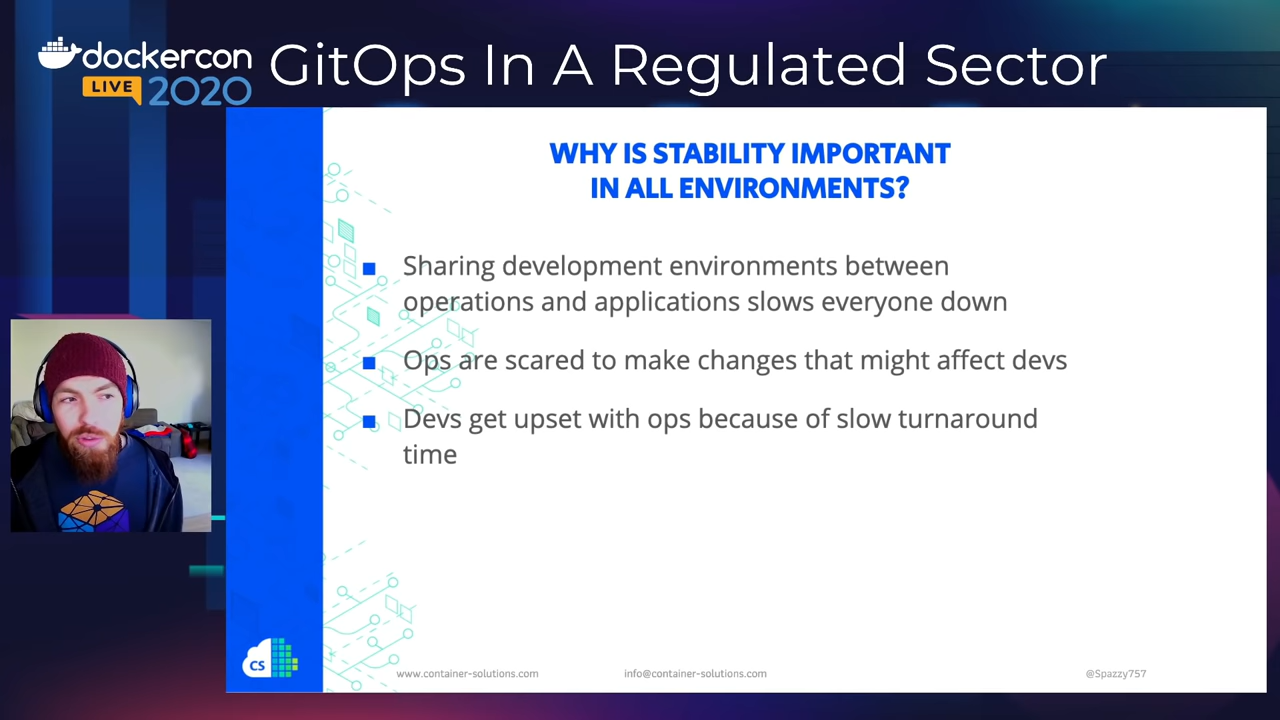 dockercon
LIVE 2020
GitOps In A Regulated Sector
WHY IS STABILITY IMPORTANT
IN ALL ENVIRONMENTS?
Sharing development environments between
operations and applications slows everyone down
Ops are scared to make changes that might affect devs
Devs get upset with ops because of slow turnaround
time
CS
www.container-solutions.com
info@container-solutions.com
@Spazzy757